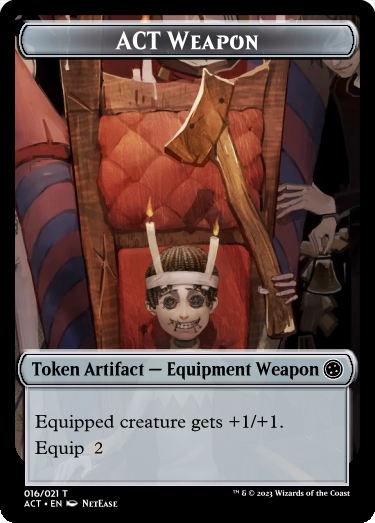 ACT Weapon
Token Artifact — Equipment Weapon
Equipped creature gets +1/+1.
Equip 2
016/021 T
ACT • EN NetEase
™ & © 2023 Wizards of the Coast